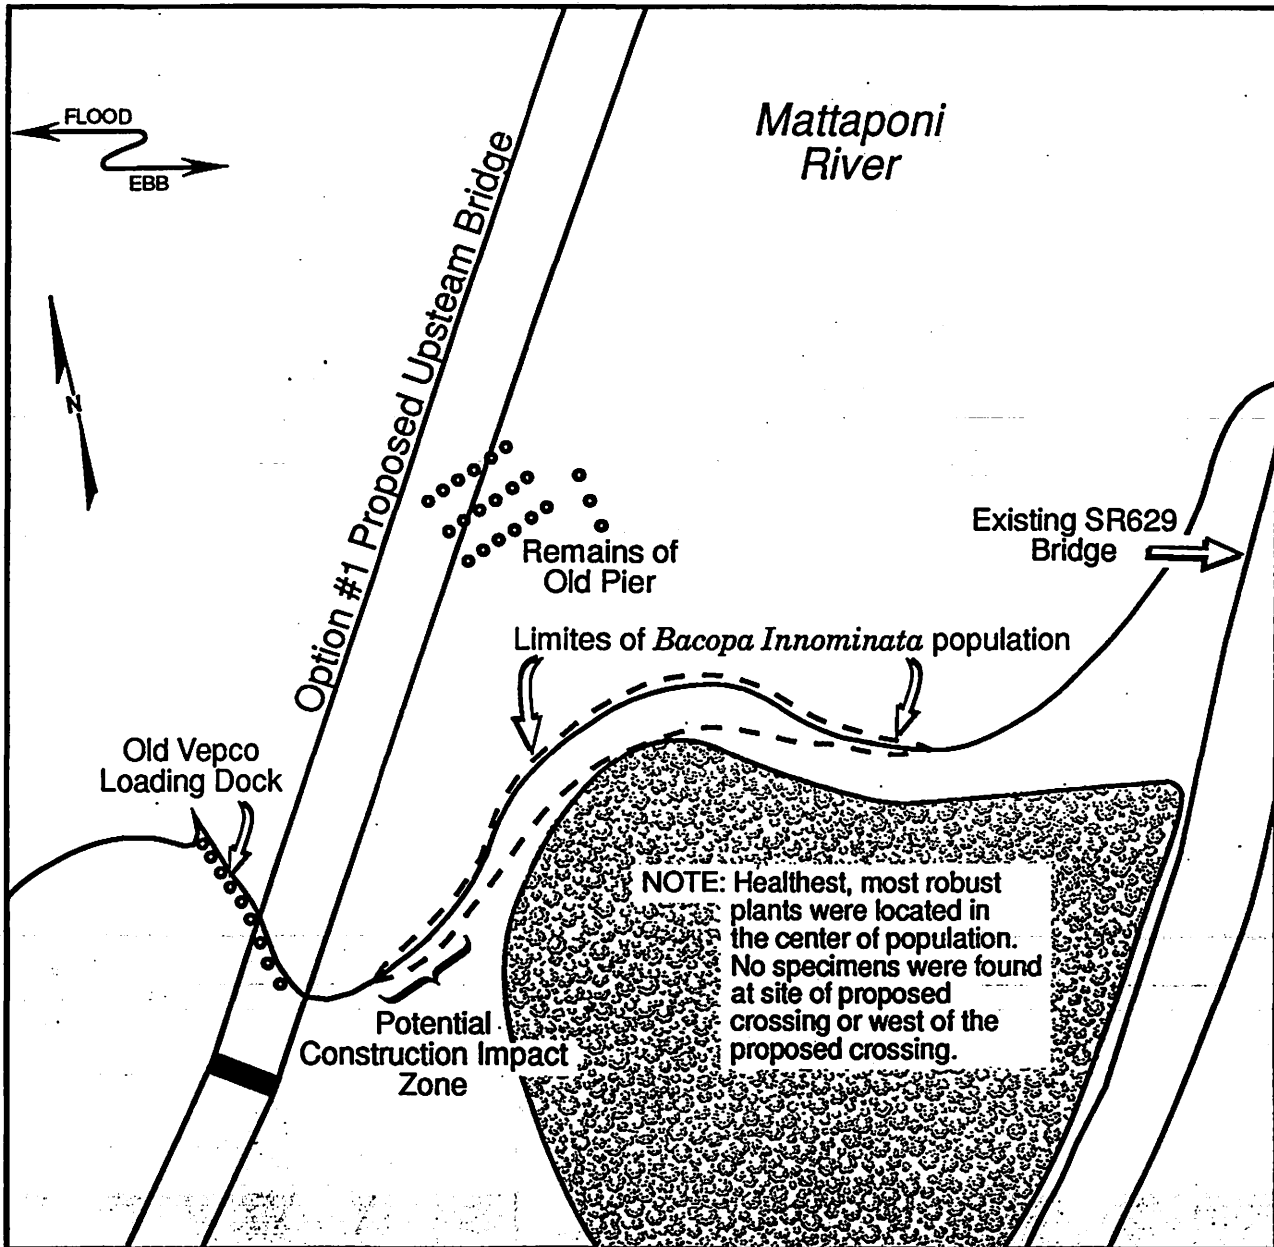 FLOOD
EBB
Mattaponi
River
N
Option #1 Proposed Upsteam Bridge
Remains of
Old Pier
Existing SR629
Bridge
Limites of Bacopa Innominata population
Old Vepco
Loading Dock
NOTE: Healthest, most robust
plants were located in
the center of population.
No specimens were found
at site of proposed
crossing or west of the
proposed crossing.
Potential
Construction Impact
Zone